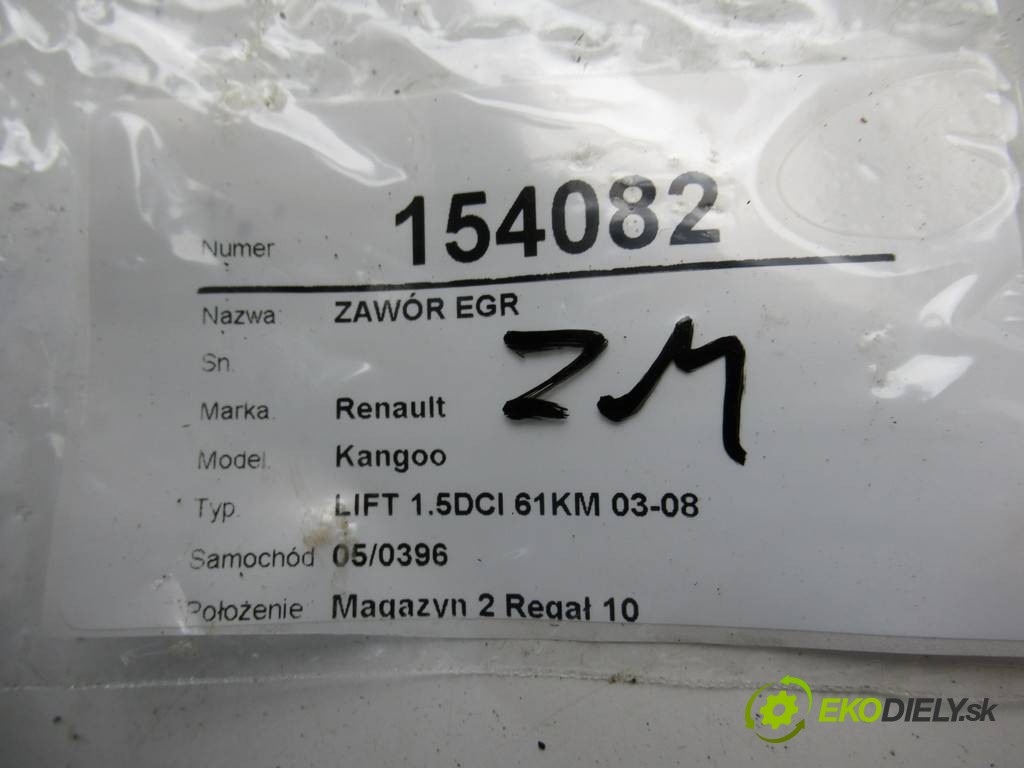 Numer 154082
Nazwa: ZAWÓR EGR
Sn.
Marka. Renault
Model. Kangoo
Typ. LIFT 1.5DCI 61KM 03-08
Samochód 05/0396
Położenie Magazyn 2 Regał 10
ZM
EKODIELY.sk